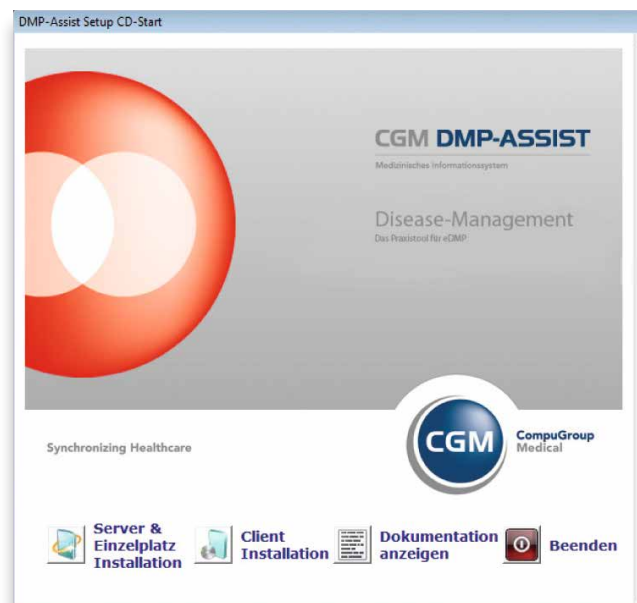 DMP-Assist Setup CD-Start
CGM DMP-ASSIST
Medizinisches Informationssystem
Disease-Management
Das Praxistool für eDMP
Synchronizing Healthcare
CGM
CompuGroup
Medical
Server &
Einzelplatz
Installation
Client
Installation
Dokumentation
anzeigen
Beenden